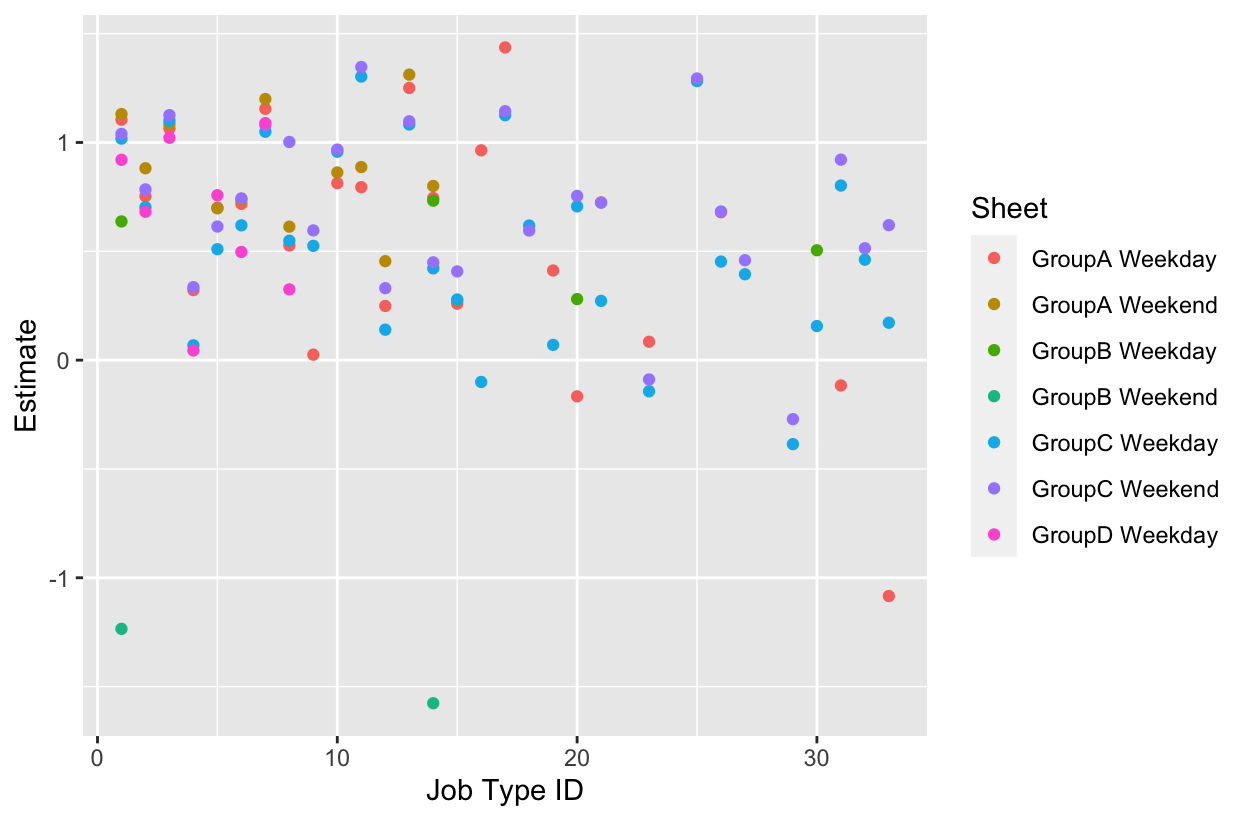 1
0
-1
0
10
20
30
Job Type ID
Estimate
Sheet
GroupA Weekday
GroupA Weekend
GroupB Weekday
GroupB Weekend
GroupC Weekday
GroupC Weekend
GroupD Weekday